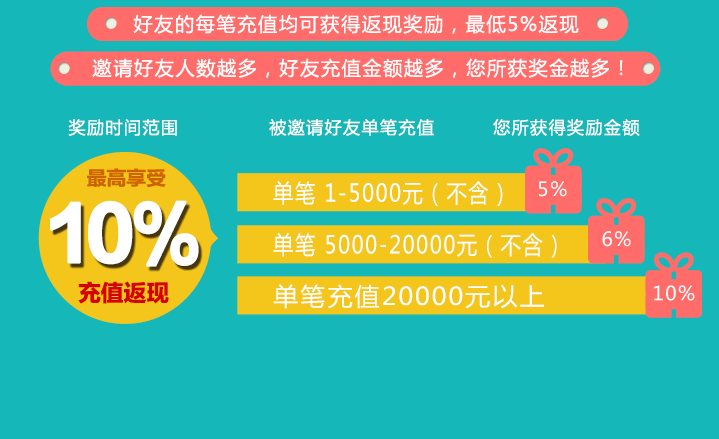 好友的每笔充值均可获得返现奖励，最低5%返现
邀请好友人数越多，好友充值金额越多，您所获奖金越多！
奖励时间范围 被邀请好友单笔充值 您所获得奖励金额
最高享受
10%
充值返现
单笔 1-5000元（不含） 5%
单笔 5000-20000元（不含） 6%
单笔充值20000元以上 10%